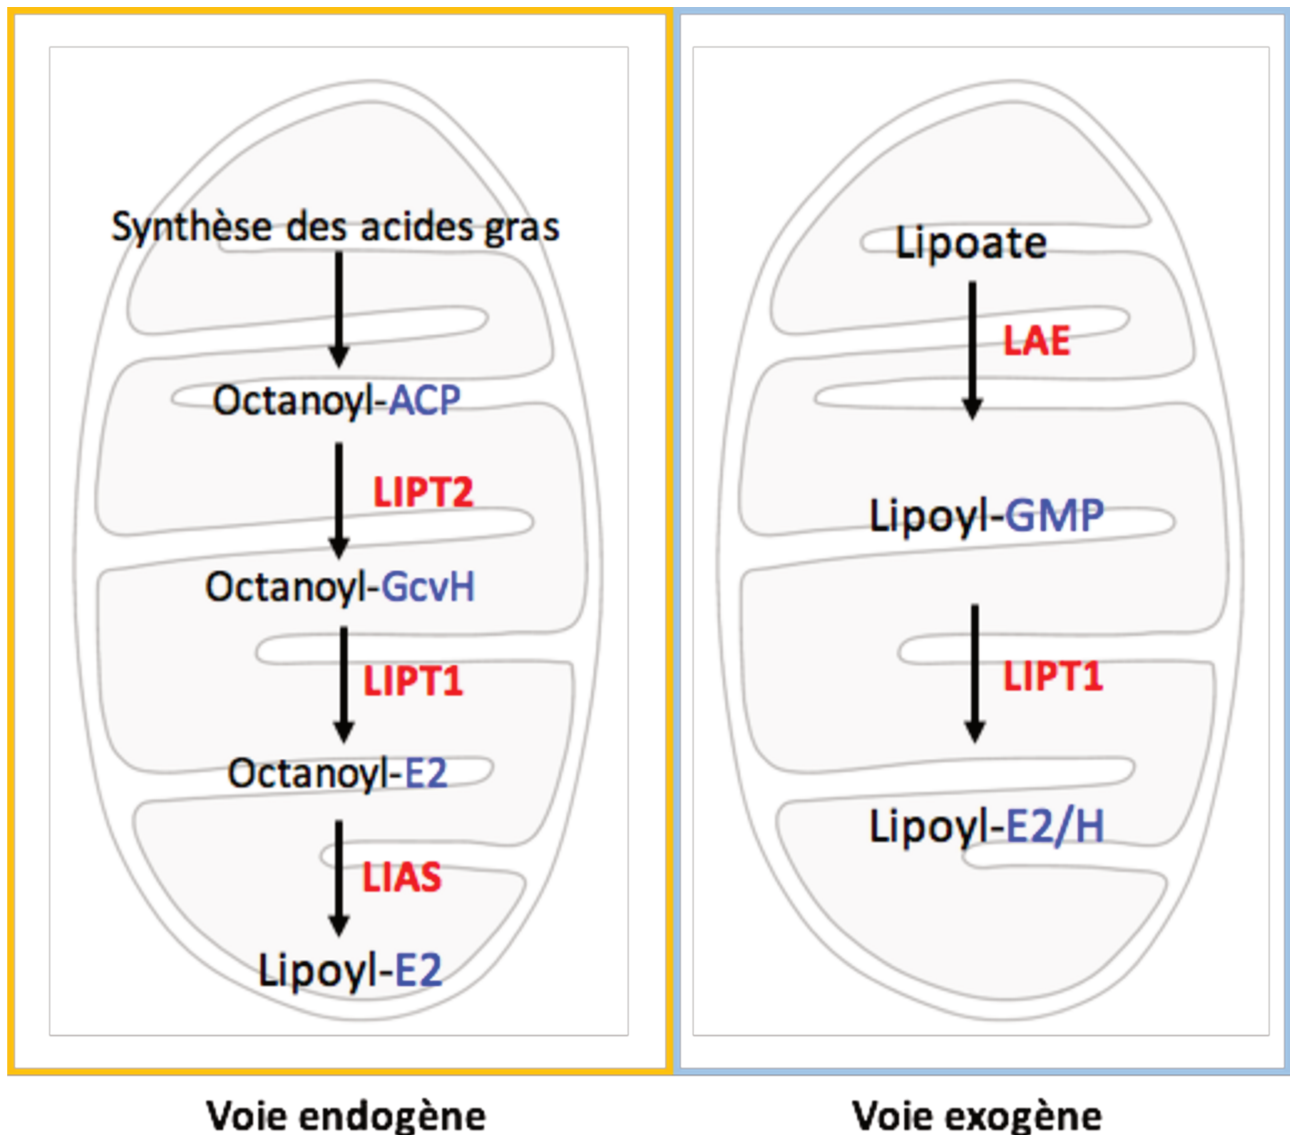 Synthèse des acides gras
Octanoyl-ACP
LIPT2
Octanoyl-GcvH
LIPT1
Octanoyl-E2
LIAS
Lipoyl-E2
Voie endogène
Lipoate
LAE
Lipoyl-GMP
LIPT1
Lipoyl-E2/H
Voie exogène